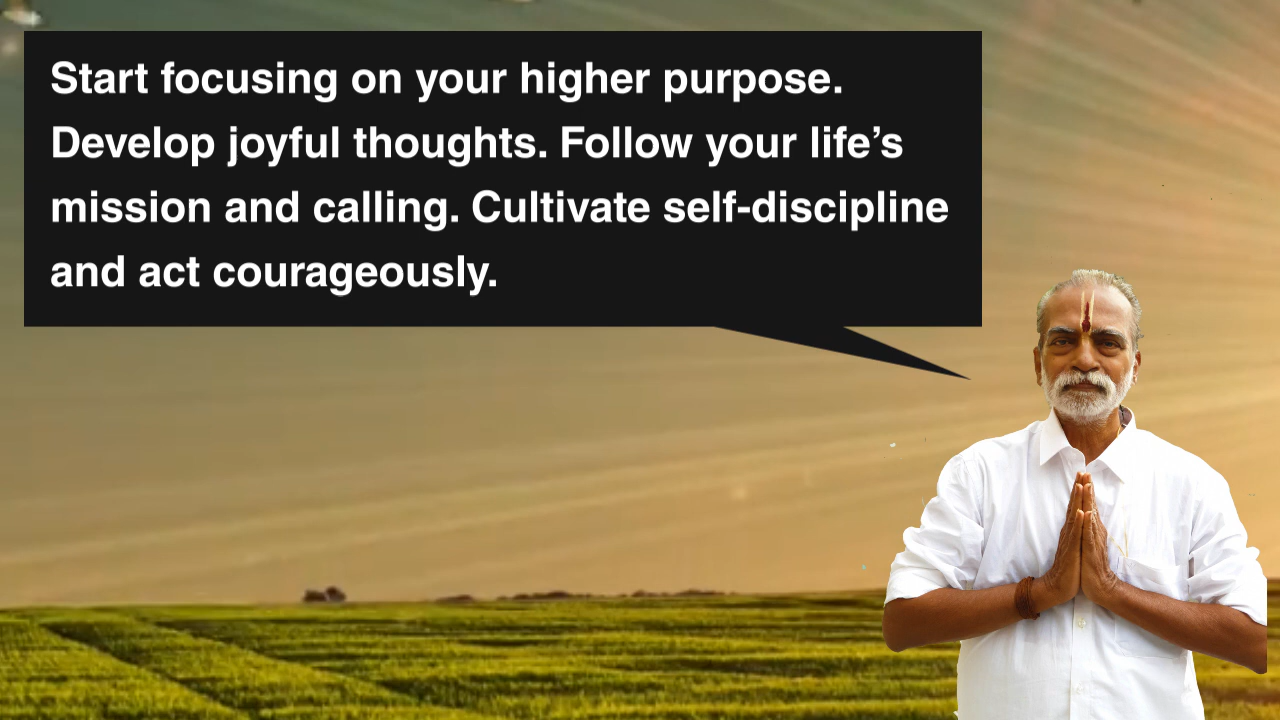 Start focusing on your higher purpose.
Develop joyful thoughts. Follow your life’s
mission and calling. Cultivate self-discipline
and act courageously.